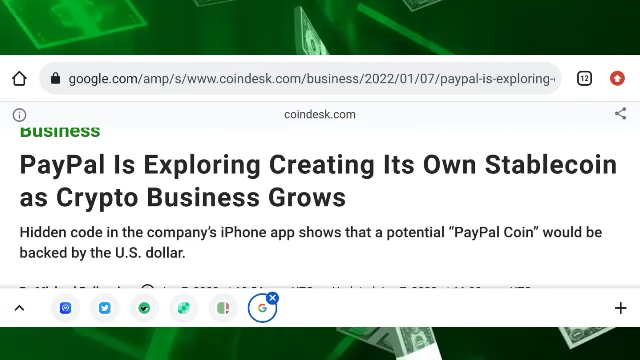 google.com/amp/s/www.coindesk.com/business/2022/01/07/paypal-is-exploring-
12
coindesk.com
Business
PayPal Is Exploring Creating Its Own Stablecoin
as Crypto Business Grows
Hidden code in the company's iPhone app shows that a potential “PayPal Coin” would be
backed by the U.S. dollar.